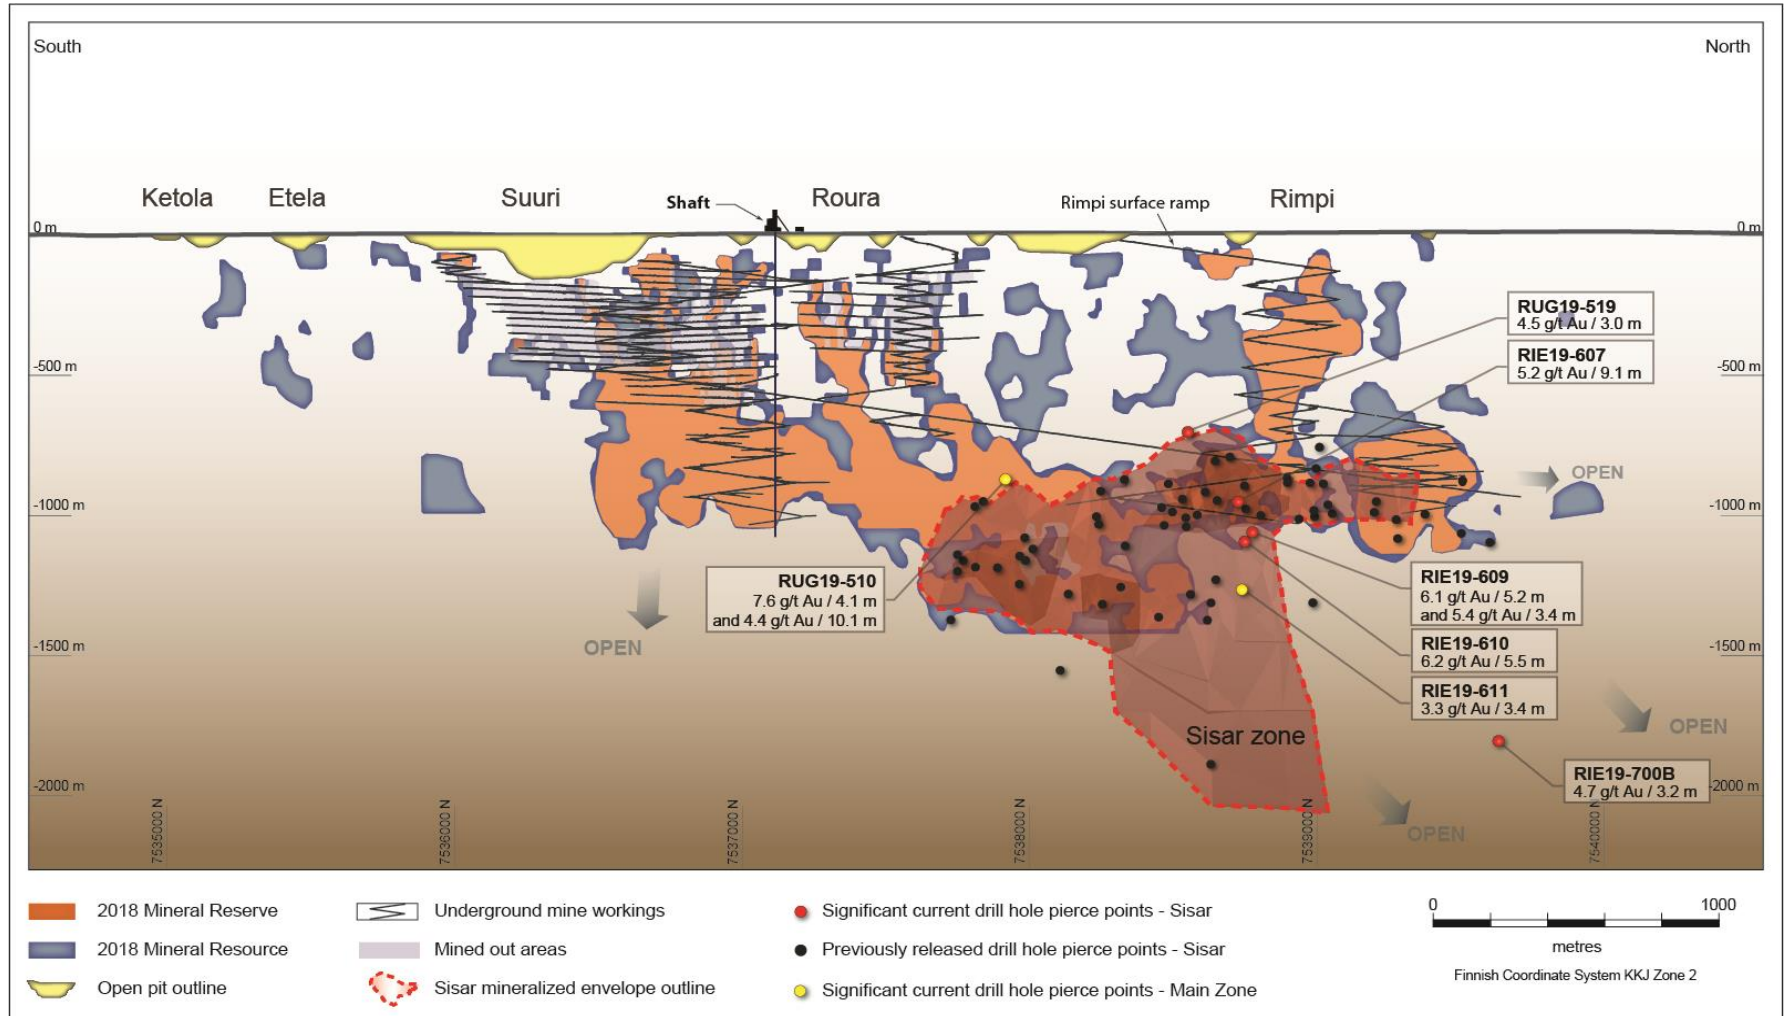 South
North
Ketola
Etela
Suuri
Shaft
Roura
Rimpi surface ramp
Rimpi
0 m
0 m
RUG19-519
4.5 g/t Au / 3.0 m
RIE19-607
5.2 g/t Au / 9.1 m
-500 m
-500 m
OPEN
-1000 m
-1000 m
RUG19-510
7.6 g/t Au / 4.1 m
and 4.4 g/t Au / 10.1 m
RIE19-609
6.1 g/t Au / 5.2 m
and 5.4 g/t Au / 3.4 m
OPEN
RIE19-610
6.2 g/t Au / 5.5 m
-1500 m
-1500 m
RIE19-611
3.3 g/t Au / 3.4 m
Sisar zone
OPEN
RIE19-700B
4.7 g/t Au / 3.2 m
-2000 m
-2000 m
OPEN
7535000 N
7536000 N
7537000 N
7538000 N
7539000 N
7540000 N
2018 Mineral Reserve
2018 Mineral Resource
Open pit outline
Underground mine workings
Mined out areas
Sisar mineralized envelope outline
Significant current drill hole pierce points - Sisar
Previously released drill hole pierce points - Sisar
Significant current drill hole pierce points - Main Zone
0 1000
metres
Finnish Coordinate System KKJ Zone 2